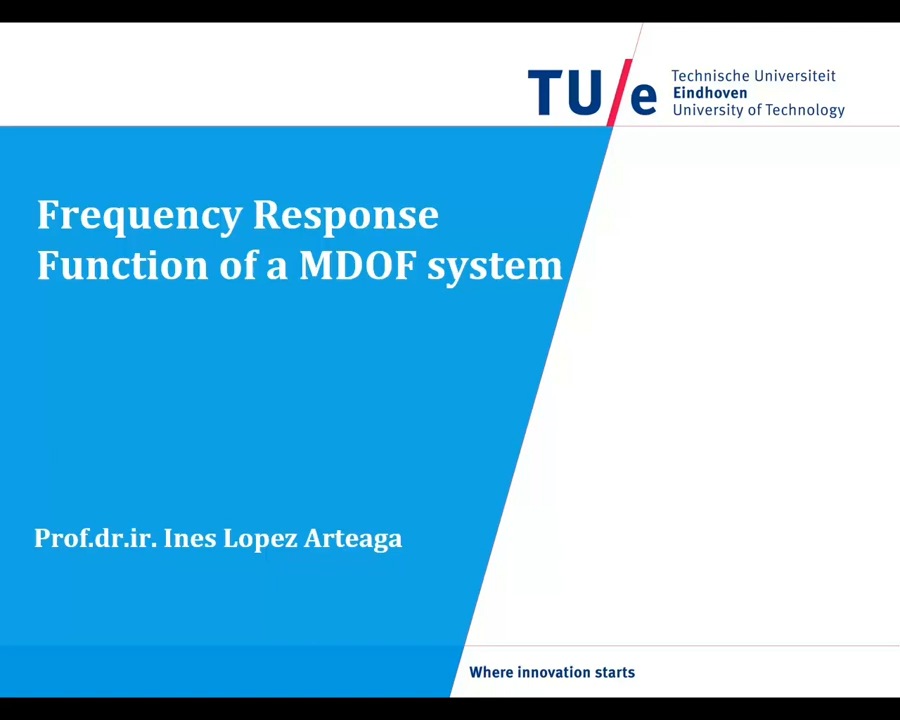 TU/e
Technische Universiteit
Eindhoven
University of Technology
Frequency Response
Function of a MDOF system
Prof.dr.ir. Ines Lopez Arteaga
Where innovation starts